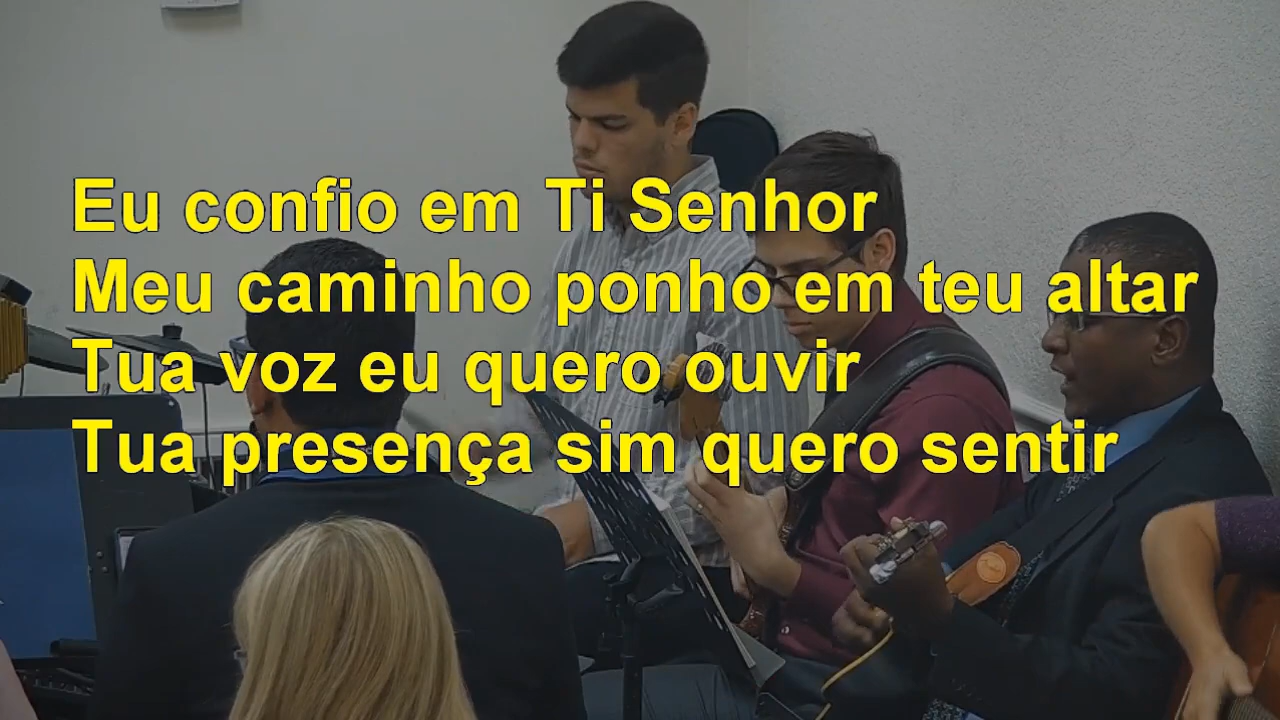 Eu confio em Ti Senhor
Meu caminho ponho em teu altar
Tua voz eu quero ouvir
Tua presença sim quero sentir